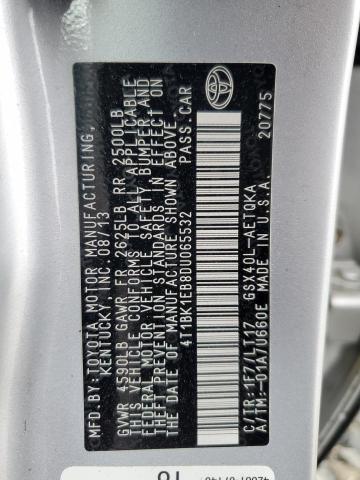 MFD.BY:TOYOTA MOTOR MANUFACTURING,
KENTUCKY, INC. 08/13
GVWR 4590LB GAWR FR 2625LB RR 2500LB
THIS VEHICLE CONFORMS TO ALL APPLICABLE
FEDERAL MOTOR VEHICLE SAFETY, BUMPER, AND
THEFT PREVENTION STANDARDS IN EFFECT ON
THE DATE OF MANUFACTURE SHOWN ABOVE.
4T1BK1EB8DU065532 PASS.CAR
C/TR:1F7/LT17 GSX40L-AETGKA
A/TM:-01A/U660E MADE IN U.S.A. 20775